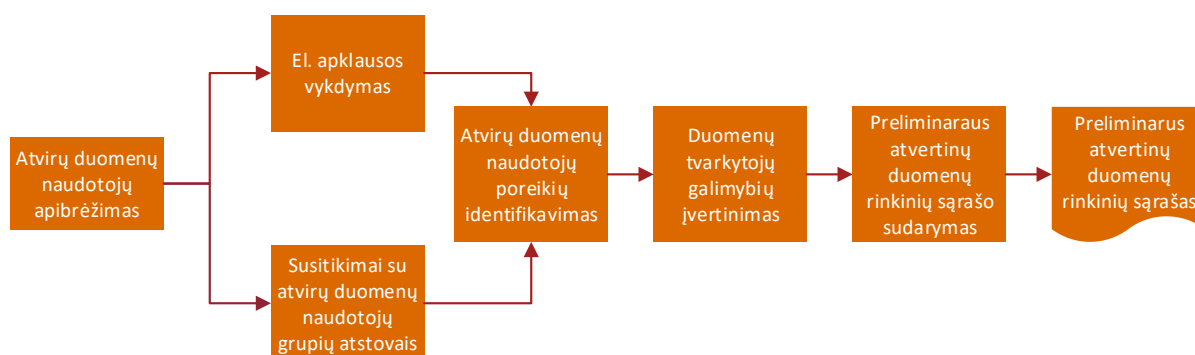 Atvirų duomenų
naudotojų
apibrėžimas
El. apklausos
vykdymas
Susitikimai su
atvirų duomenų
naudotojų
grupių atstovais
Atvirų duomenų
naudotojų
poreikių
identifikavimas
Duomenų
tvarkytojų
galimybių
įvertinimas
Preliminaraus
atvertinų
duomenų
rinkinių sąrašo
sudarymas
Preliminarus
atvertinų
duomenų
rinkinių sąrašas